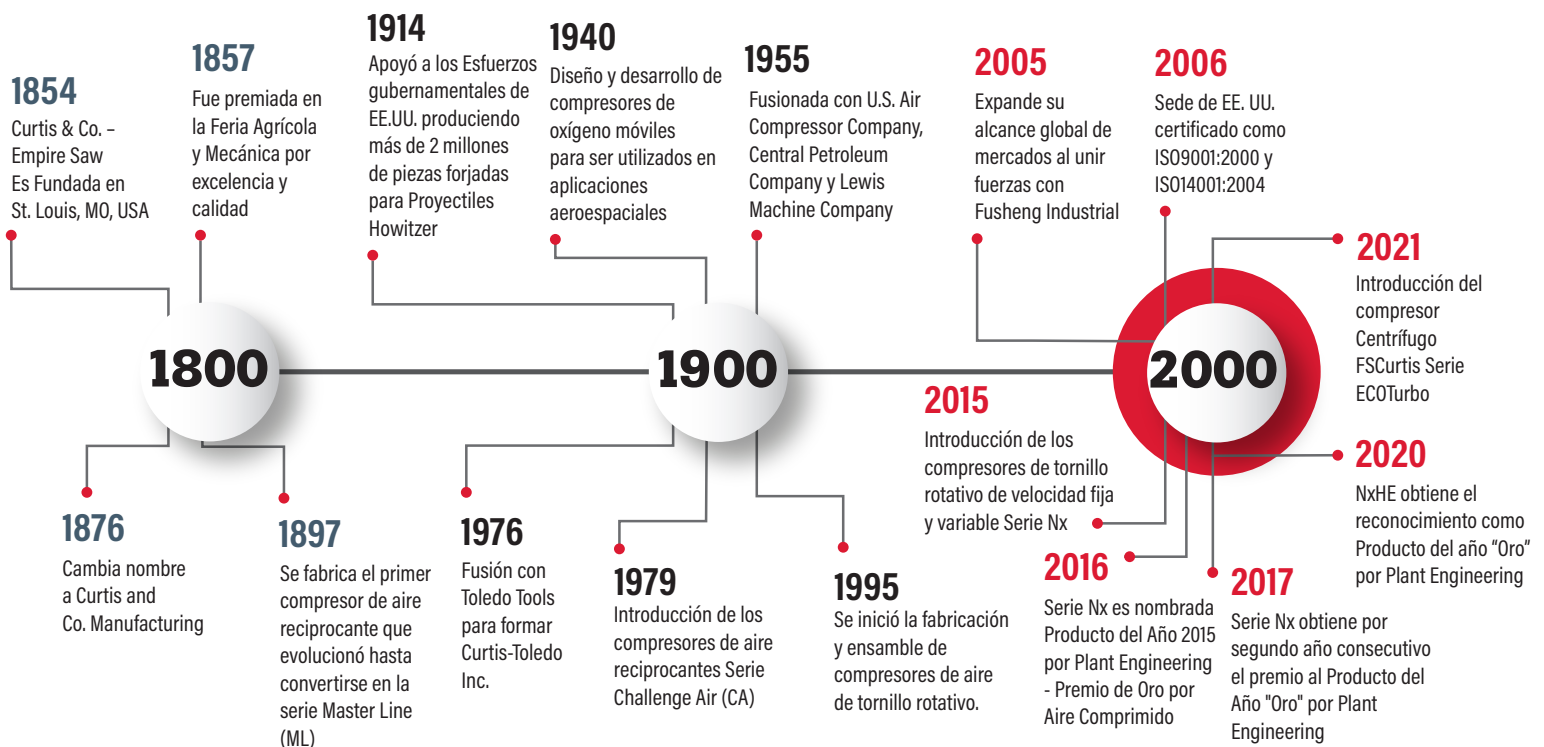 1854
Curtis & Co. –
Empire Saw
Es Fundada en
St. Louis, MO, USA
1857
Fue premiada en
la Feria Agrícola
y Mecánica por
excelencia y
calidad
1914
Apoyó a los Esfuerzos
gubernamentales de
EE.UU. produciendo
más de 2 millones
de piezas forjadas
para Proyectiles
Howitzer
1940
Diseño y desarrollo de
compresores de
oxígeno móviles
para ser utilizados en
aplicaciones
aeroespaciales
1955
Fusionada con U.S. Air
Compressor Company,
Central Petroleum
Company y Lewis
Machine Company
2005
Expande su
alcance global de
mercados al unir
fuerzas con
Fusheng Industrial
2006
Sede de EE. UU.
certificado como
ISO9001:2000 y
ISO14001:2004
2021
Introducción del
compresor
Centrífugo
FSCurtis Serie
ECOTurbo
1800
1900
2000
1876
Cambia nombre
a Curtis and
Co. Manufacturing
1897
Se fabrica el primer
compresor de aire
reciprocante que
evolucionó hasta
convertirse en la
serie Master Line
(ML)
1976
Fusión con
Toledo Tools
para formar
Curtis-Toledo
Inc.
1979
Introducción de los
compresores de aire
reciprocantes Serie
Challenge Air (CA)
1995
Se inició la fabricación
y ensamble de
compresores de aire
de tornillo rotativo.
2015
Introducción de los
compresores de tornillo
rotativo de velocidad fija
y variable Serie Nx
2016
Serie Nx es nombrada
Producto del Año 2015
por Plant Engineering
- Premio de Oro por
Aire Comprimido
2017
Serie Nx obtiene por
segundo año consecutivo
el premio al Producto del
Año "Oro" por Plant
Engineering
2020
NxHE obtiene el
reconocimiento como
Producto del año “Oro”
por Plant Engineering